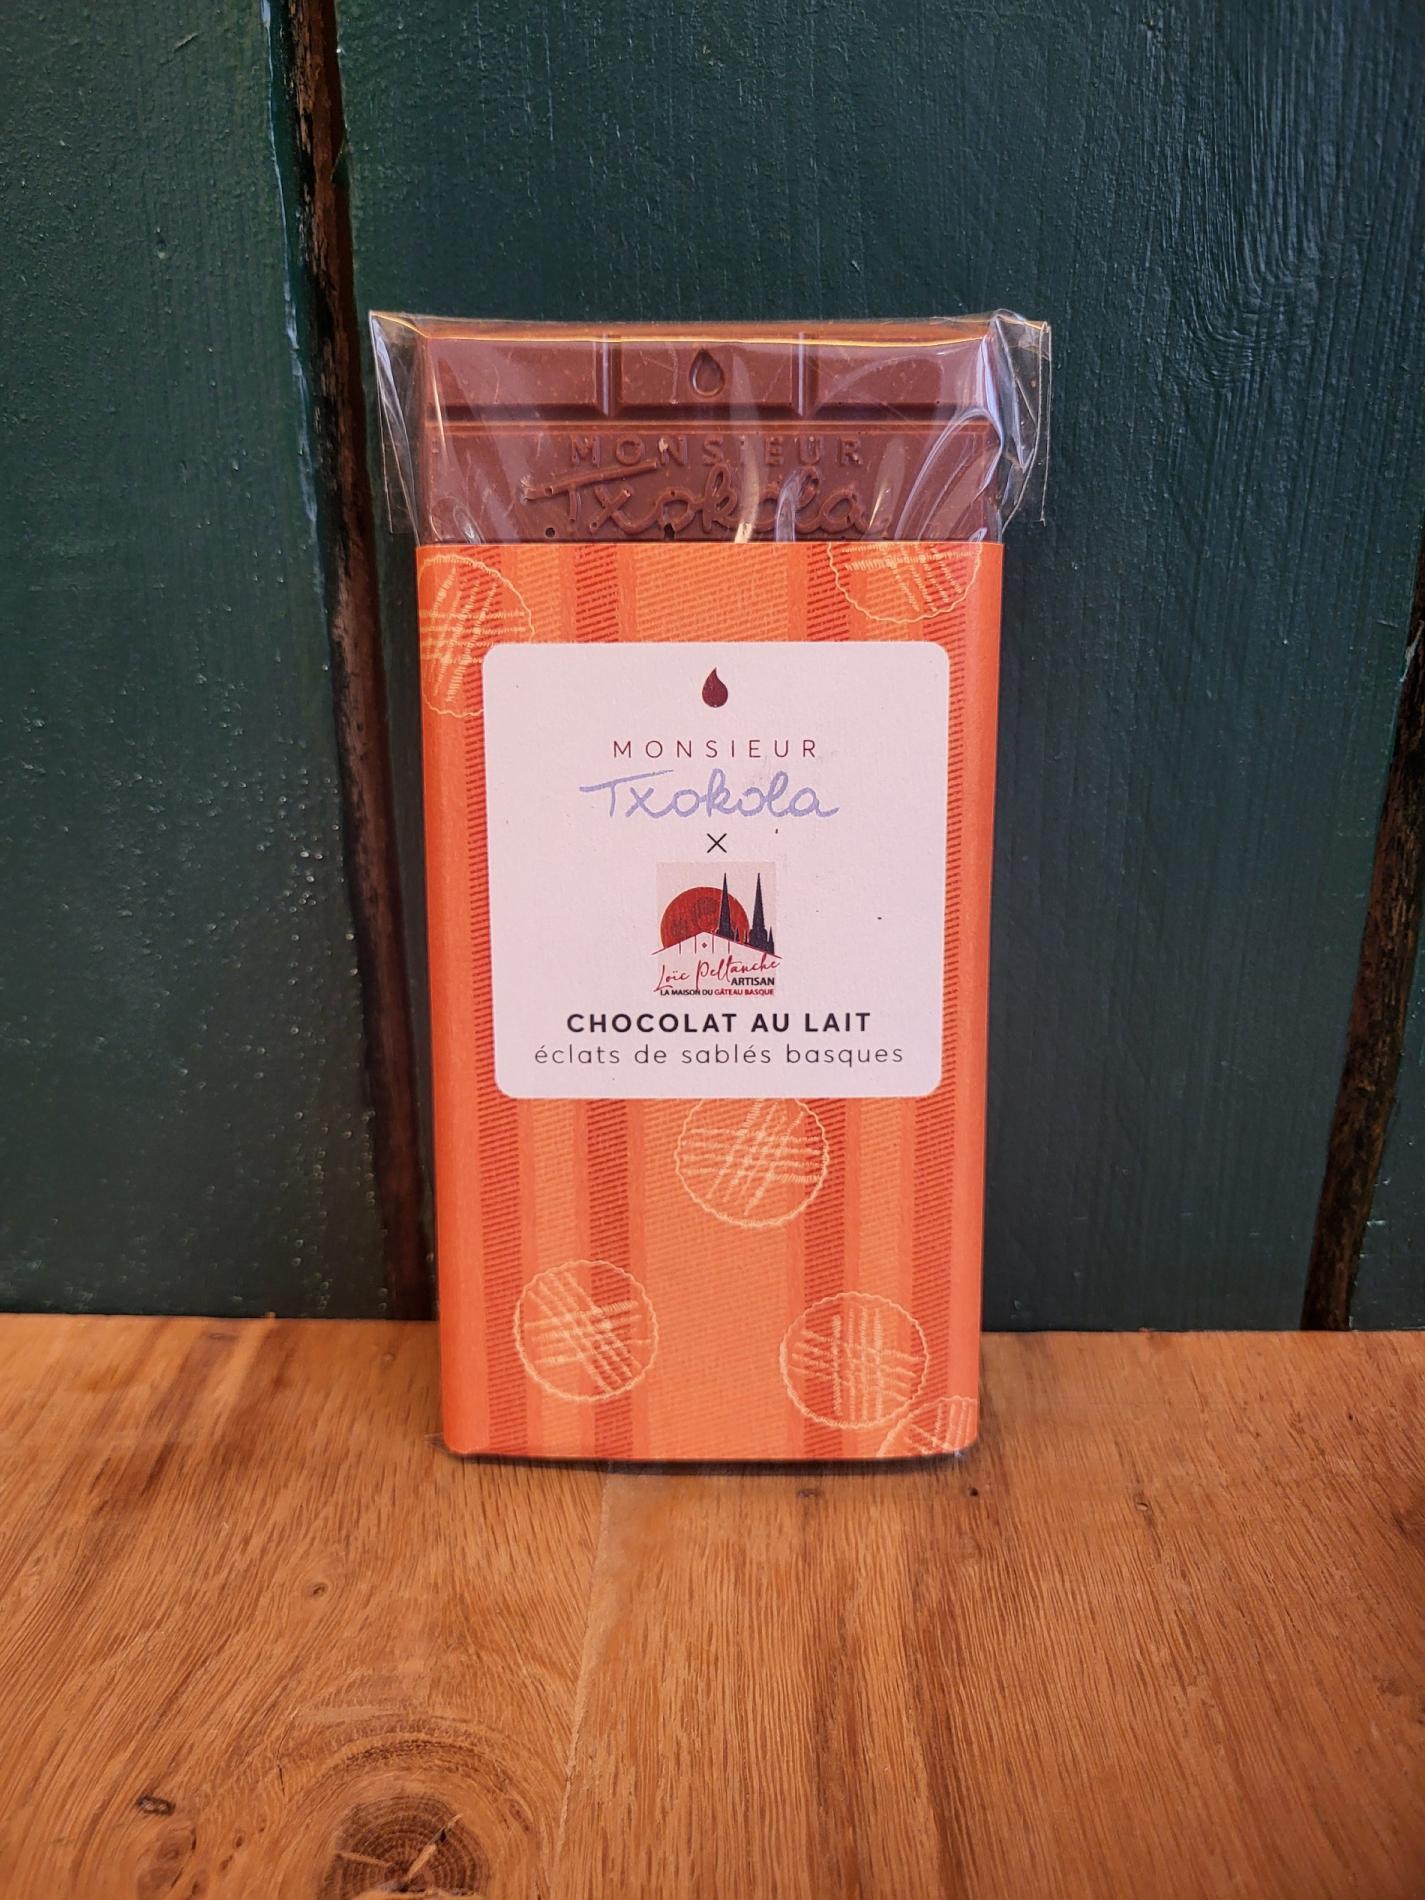 MONSIEUR
Txokola
MONSIEUR
Txokola
×
Loïc Peltanche
ARTISAN
LA MAISON DU GÂTEAU BASQUE
CHOCOLAT AU LAIT
éclats de sablés basques